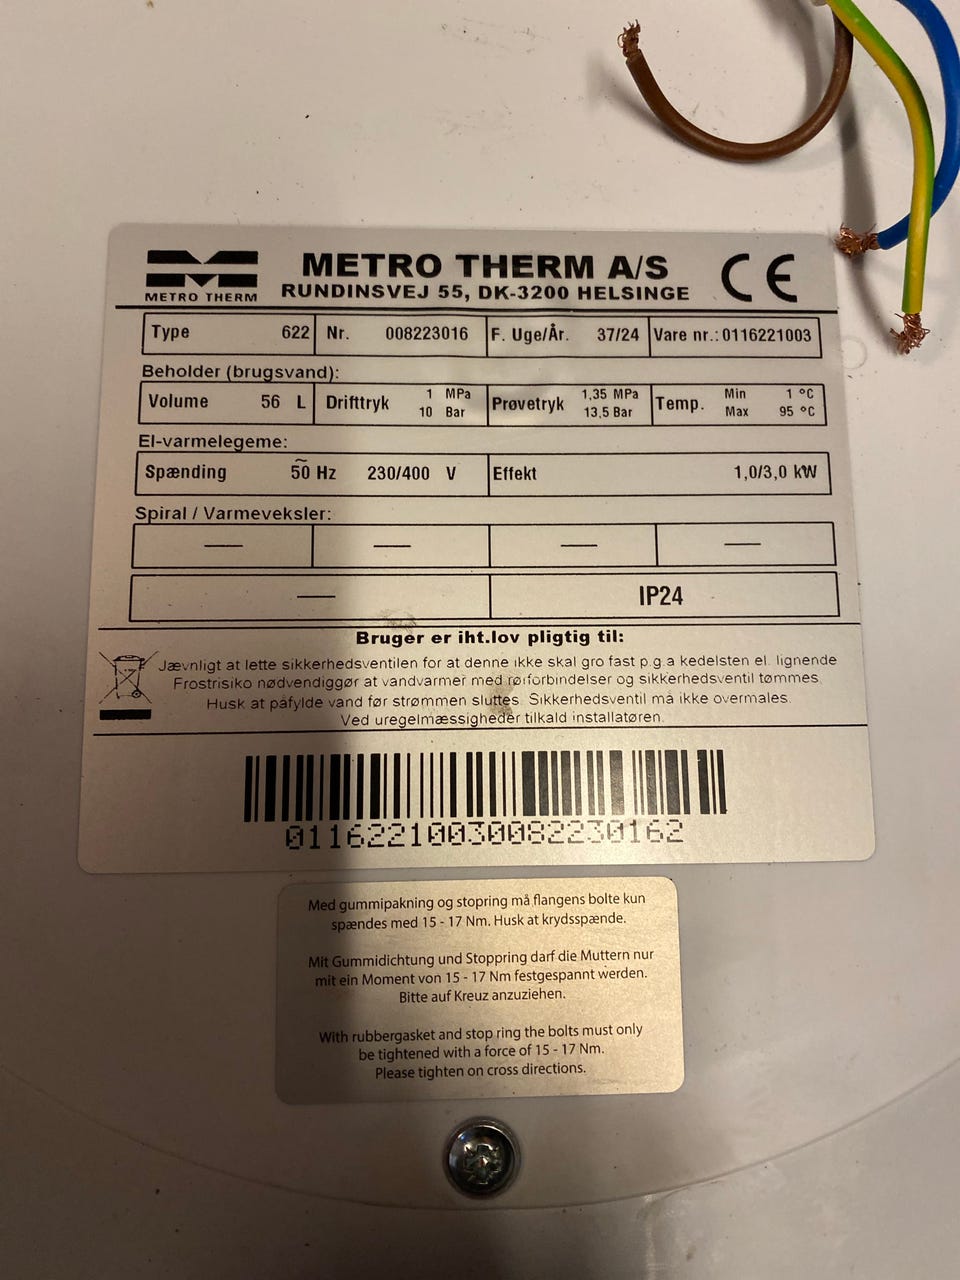 METRO THERM A/S
RUNDINSVEJ 55, DK-3200 HELSINGE
METRO THERM
CE
Type 622 Nr. 008223016 F. Uge/År. 37/24 Vare nr.: 0116221003
Beholder (brugsvand):
Volume 56 L Drifttryk 1 MPa 10 Bar Prøvetryk 1,35 MPa 13,5 Bar Temp. Min 1 °C Max 95 °C
El-varmelegeme:
Spænding ~ 50 Hz 230/400 V Effekt 1,0/3,0 kW
Spiral / Varmeveksler:
— — — —
— IP24
Bruger er iht.lov pligtig til:
Jævnligt at lette sikkerhedsventilen for at denne ikke skal gro fast p.g.a kedelsten el. lignende
Frostrisiko nødvendiggør at vandvarmer med rørforbindelser og sikkerhedsventil tømmes.
Husk at påfylde vand før strømmen sluttes. Sikkerhedsventil må ikke overmales.
Ved uregelmæssigheder tilkald installatøren.
01162210030082230162
Med gummipakning og stopring må flangens bolte kun
spændes med 15 - 17 Nm. Husk at krydsspænde.
Mit Gummidichtung und Stoppring darf die Muttern nur
mit ein Moment von 15 - 17 Nm festgespannt werden.
Bitte auf Kreuz anzuziehen.
With rubbergasket and stop ring the bolts must only
be tightened with a force of 15 - 17 Nm.
Please tighten on cross directions.